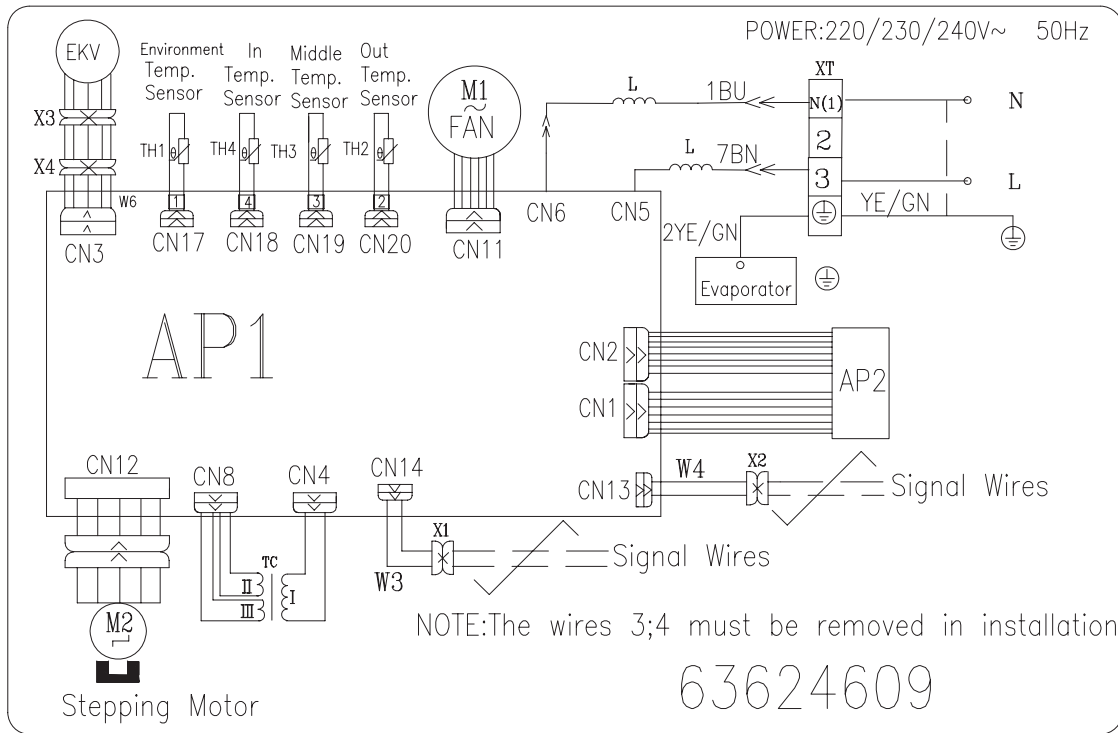 POWER:220/230/240V~ 50Hz
EKV
Environment Temp. Sensor
In Temp. Sensor
Middle Temp. Sensor
Out Temp. Sensor
M1
~
FAN
XT
L
1BU
N(1)
N
X3
TH1
θ
TH4
θ
TH3
θ
TH2
θ
2
L
7BN
3
L
X4
W6
1
4
3
2
CN6
CN5
YE/GN
CN3
CN17
CN18
CN19
CN20
CN11
2YE/GN
Evaporator
AP1
CN2
AP2
CN1
CN12
CN8
CN4
CN14
CN13
W4
X2
Signal Wires
X1
Signal Wires
W3
TC
II
III
I
M2
NOTE:The wires 3;4 must be removed in installation
Stepping Motor
63624609